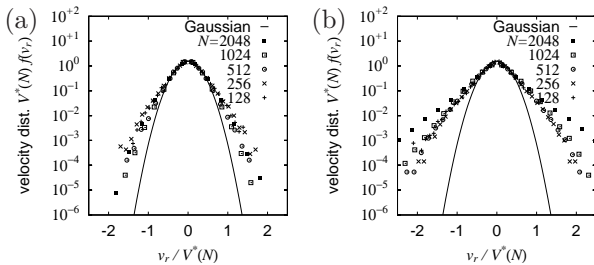 (a)
velocity dist. V*(N) f(v_r)
10^{+2}
10^{+1}
10^{0}
10^{-1}
10^{-2}
10^{-3}
10^{-4}
10^{-5}
10^{-6}
Gaussian
N=2048
1024
512
256
128
-2 -1 0 1 2
v_r / V*(N)
(b)
velocity dist. V*(N) f(v_r)
10^{+2}
10^{+1}
10^{0}
10^{-1}
10^{-2}
10^{-3}
10^{-4}
10^{-5}
10^{-6}
Gaussian
N=2048
1024
512
256
128
-2 -1 0 1 2
v_r / V*(N)